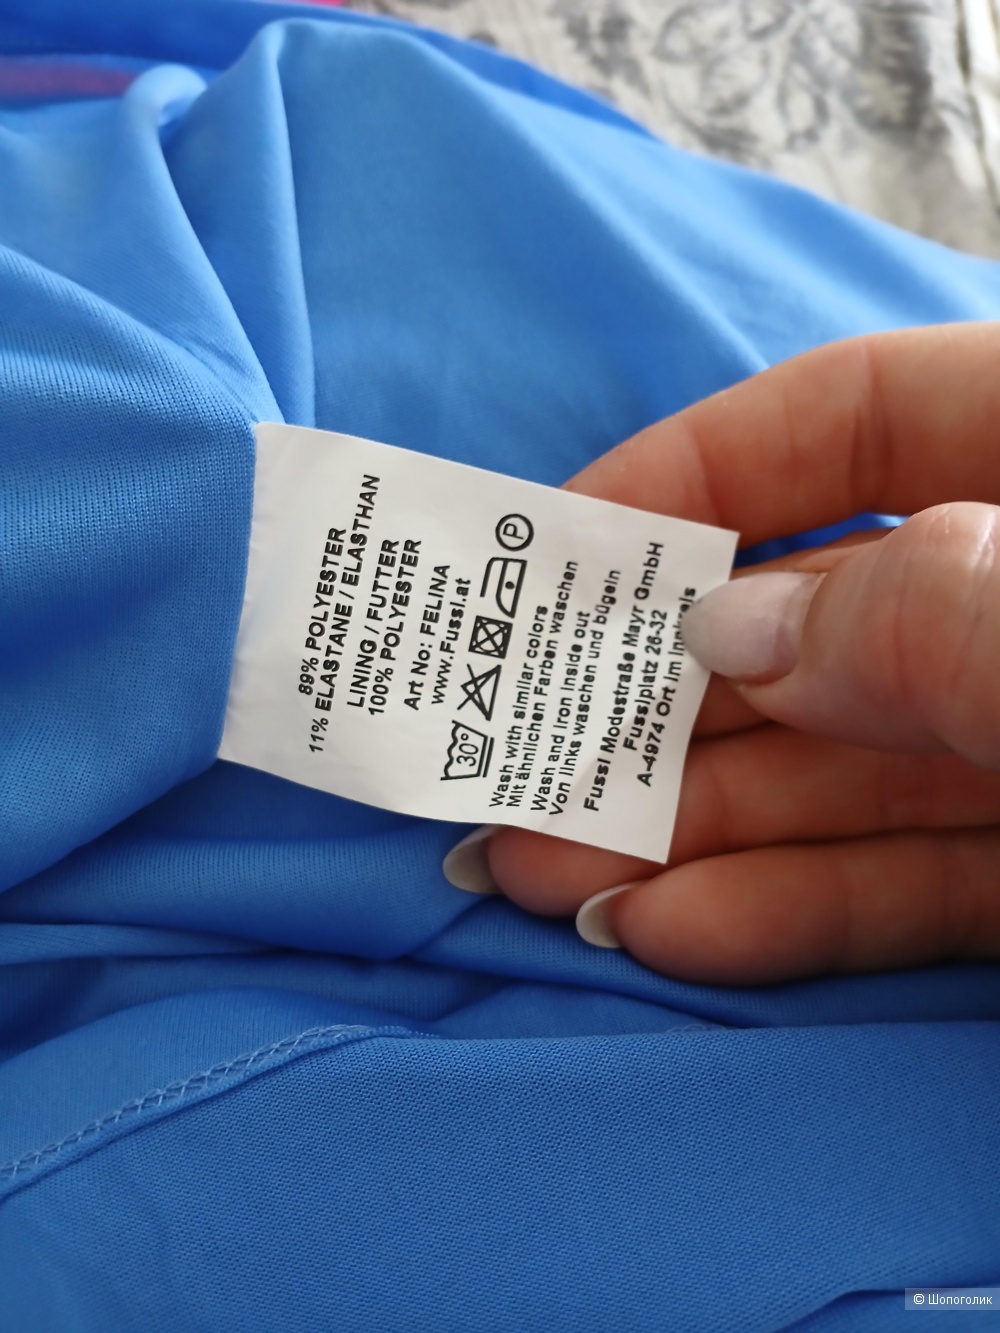 89% POLYESTER
11% ELASTANE / ELASTHAN
LINING / FUTTER
100% POLYESTER
Art No: FELINA
www.Fussl.at
30°
P
Wash with similar colors
Mit ähnlichen Farben waschen
Wash and iron inside out
Von links waschen und bügeln
Fussl Modestraße Mayr GmbH
Fusslplatz 26-32
A-4974 Ort im Innkreis
© Шопоголик